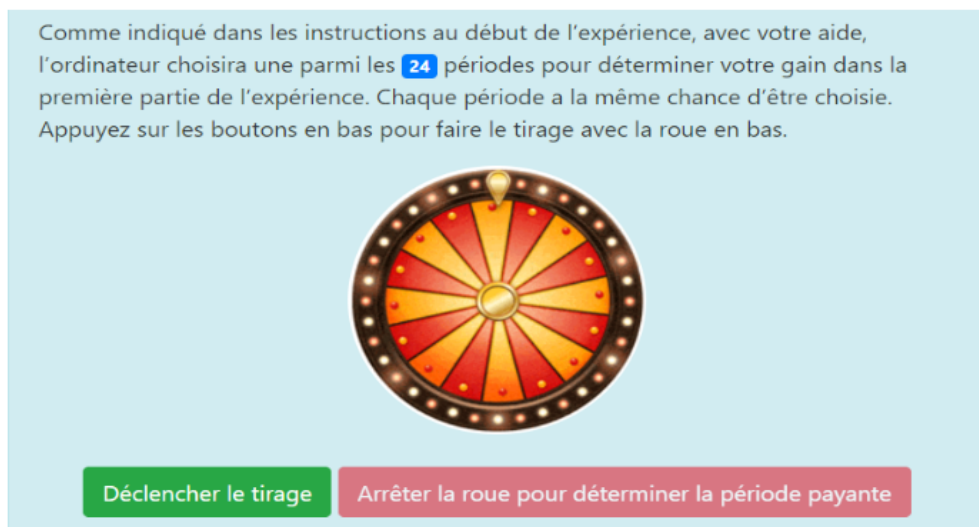 Comme indiqué dans les instructions au début de l'expérience, avec votre aide,
l'ordinateur choisira une parmi les 24 périodes pour déterminer votre gain dans la
première partie de l'expérience. Chaque période a la même chance d'être choisie.
Appuyez sur les boutons en bas pour faire le tirage avec la roue en bas.
Déclencher le tirage
Arrêter la roue pour déterminer la période payante